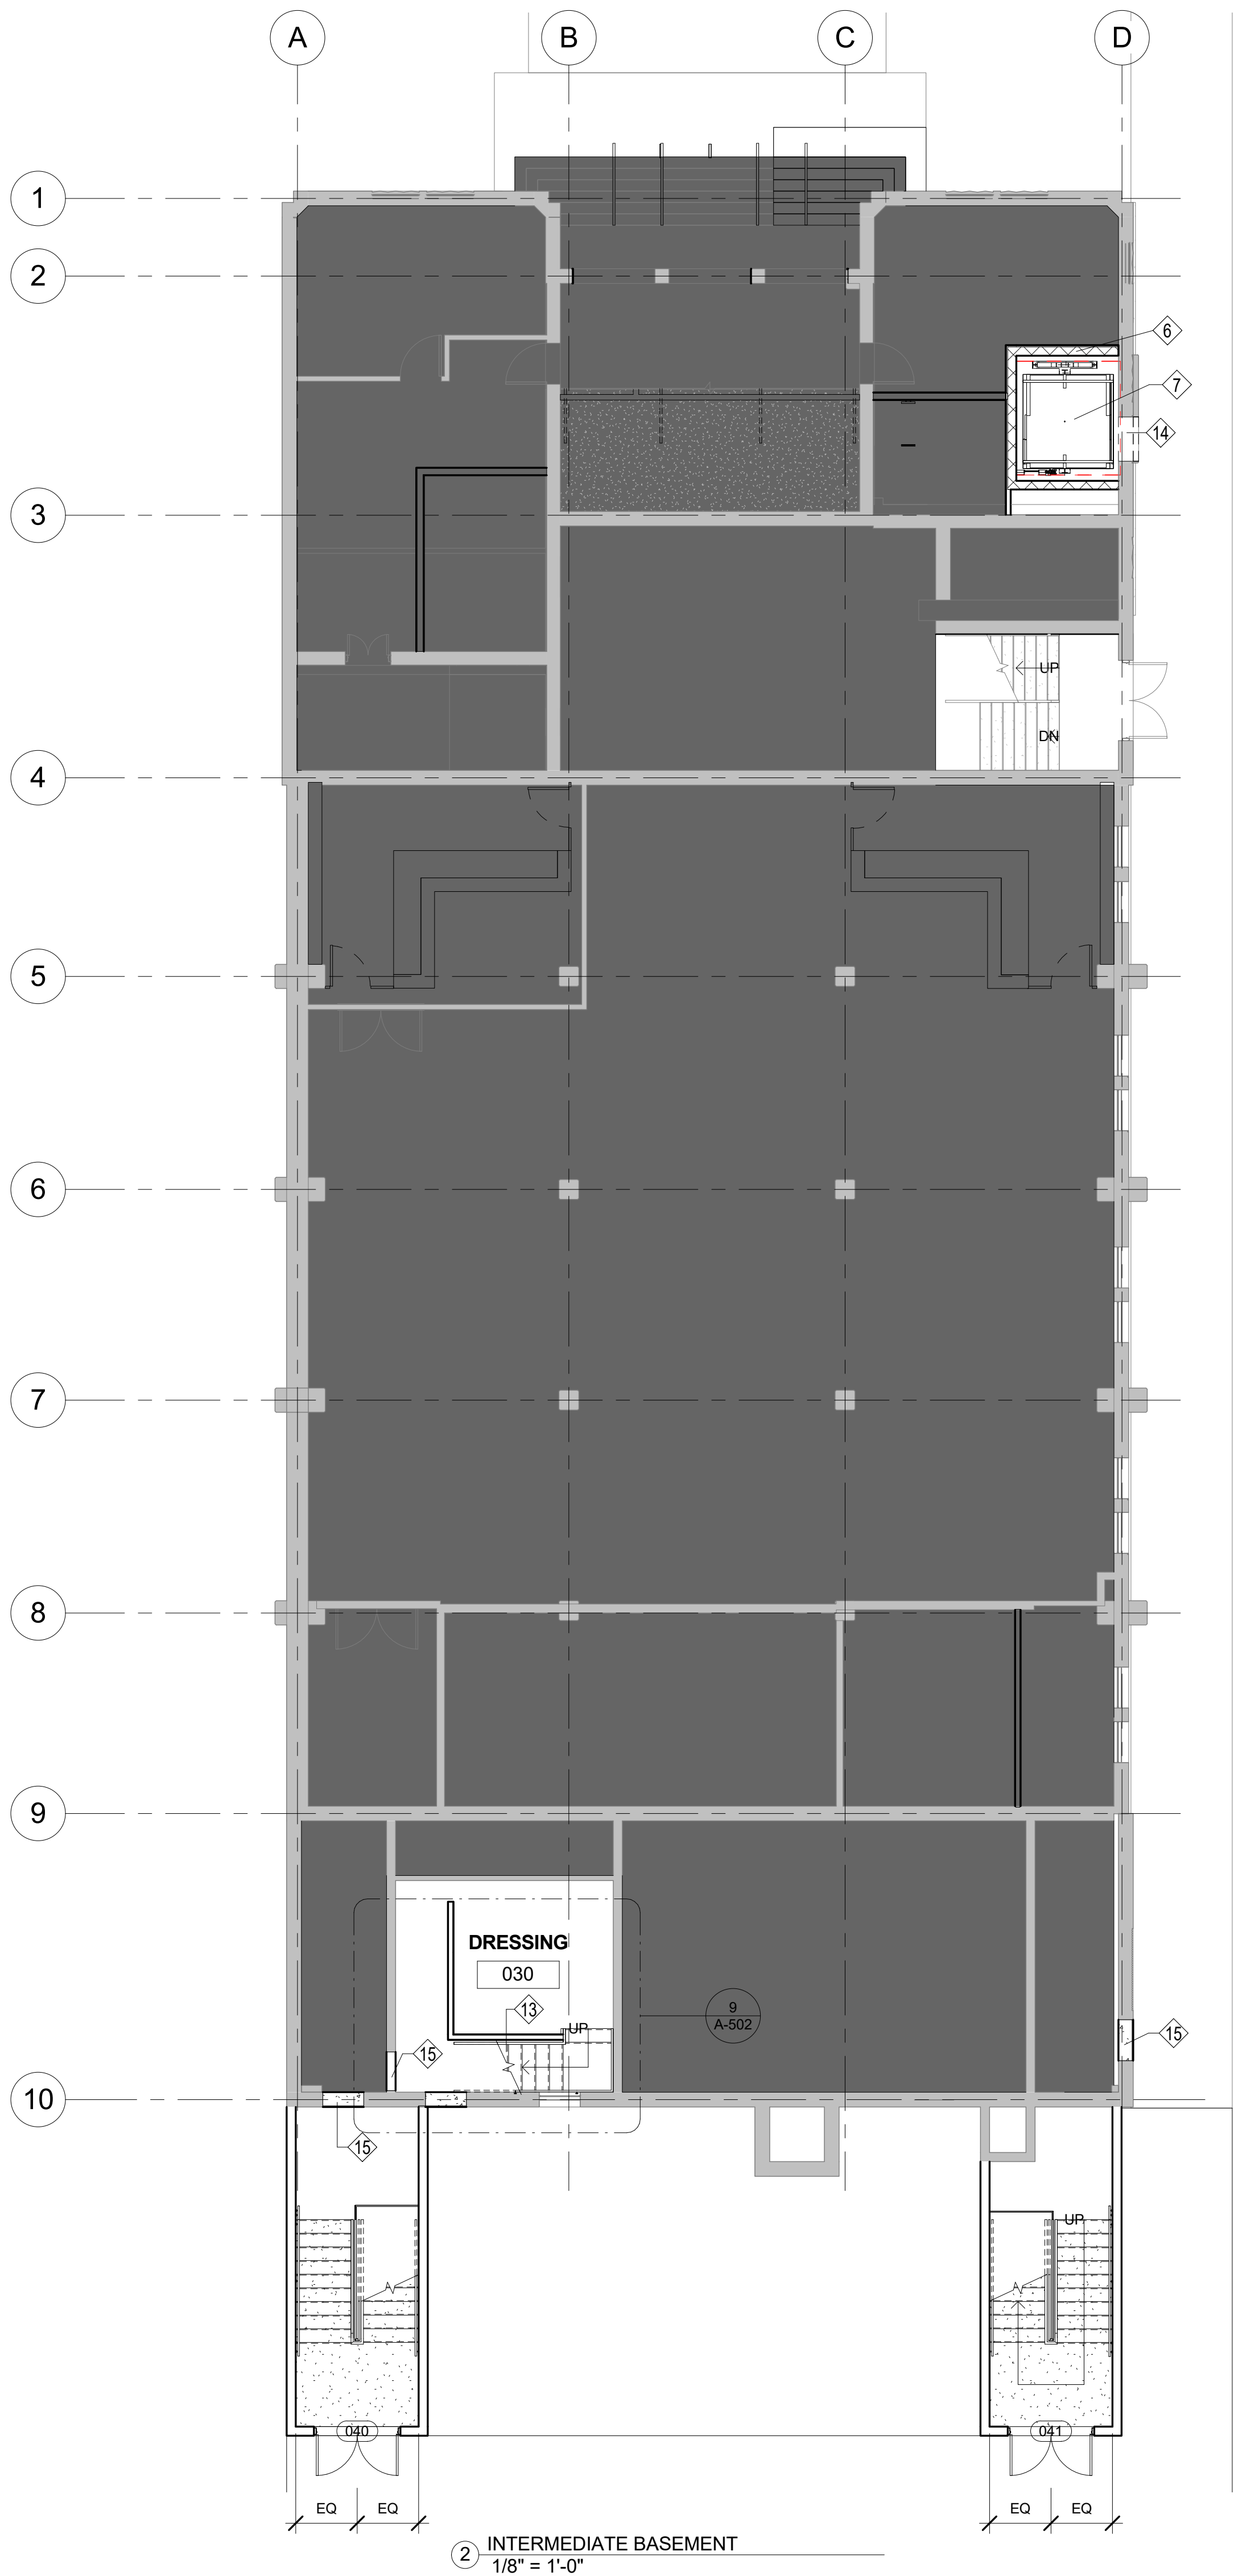 A
B
C
D
1
2
6
7
14
3
UP
DN
4
5
6
7
8
9
DRESSING
030
13
UP
9
A-502
15
15
10
15
UP
040
041
EQ
EQ
EQ
EQ
2
INTERMEDIATE BASEMENT
1/8" = 1'-0"